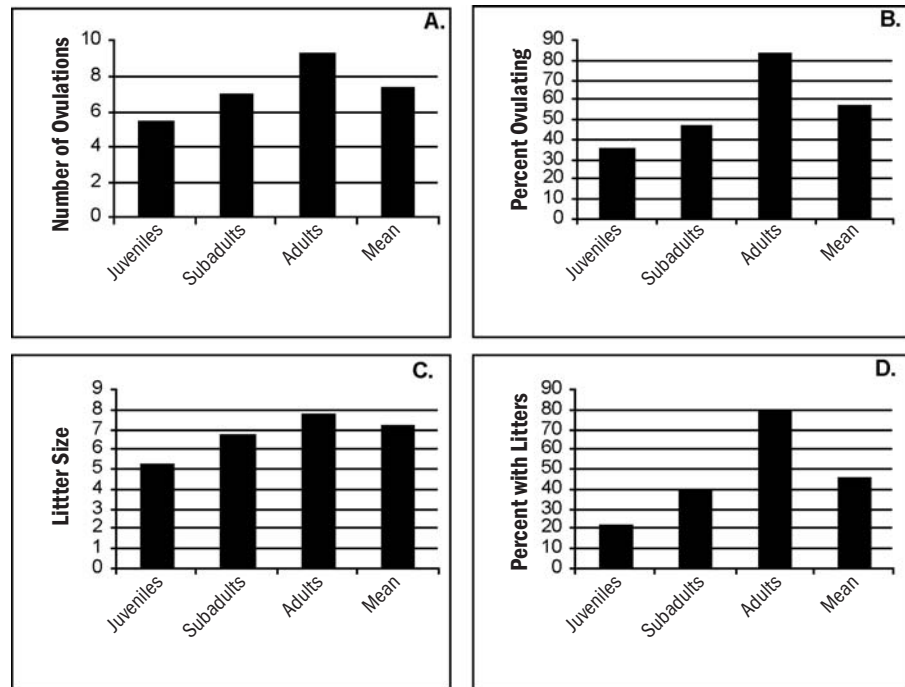 A.
Number of Ovulations
10
8
6
4
2
0
Juveniles
Subadults
Adults
Mean
B.
Percent Ovulating
90
80
70
60
50
40
30
20
10
0
Juveniles
Subadults
Adults
Mean
C.
Littter Size
9
8
7
6
5
4
3
2
1
0
Juveniles
Subadults
Adults
Mean
D.
Percent with Litters
90
80
70
60
50
40
30
20
10
0
Juveniles
Subadults
Adults
Mean